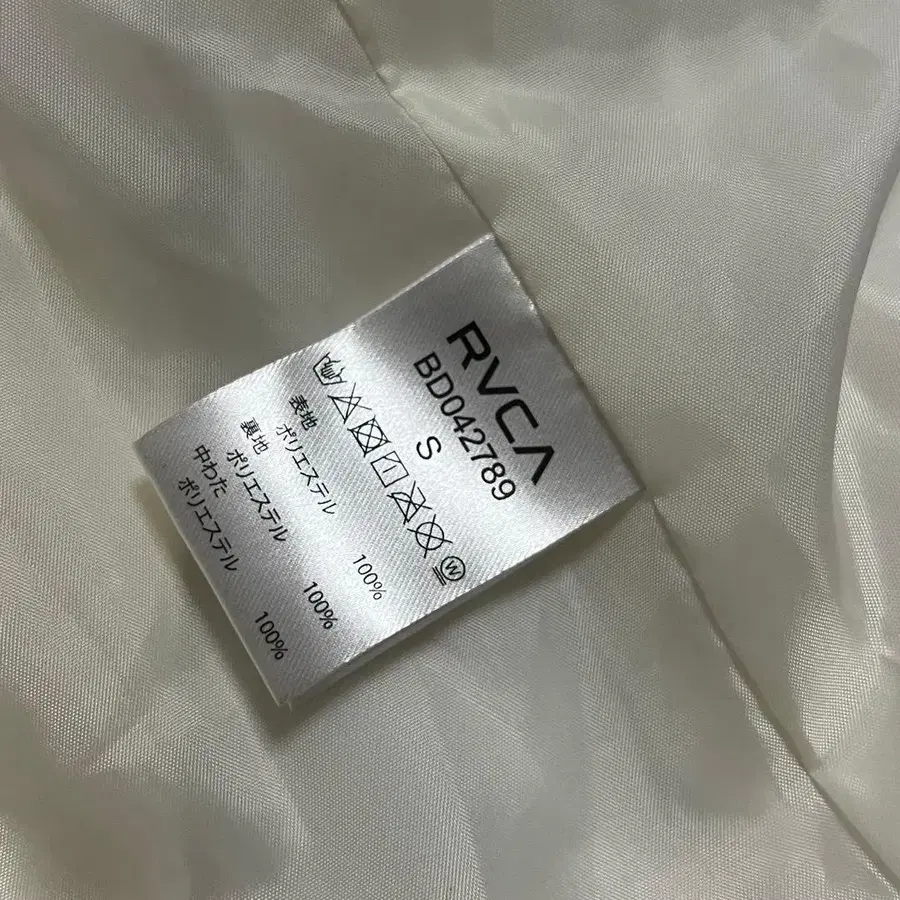 RVCA
BD042789
S
W
表地
ポリエステル 100%
裏地
ポリエステル 100%
中わた
ポリエステル 100%